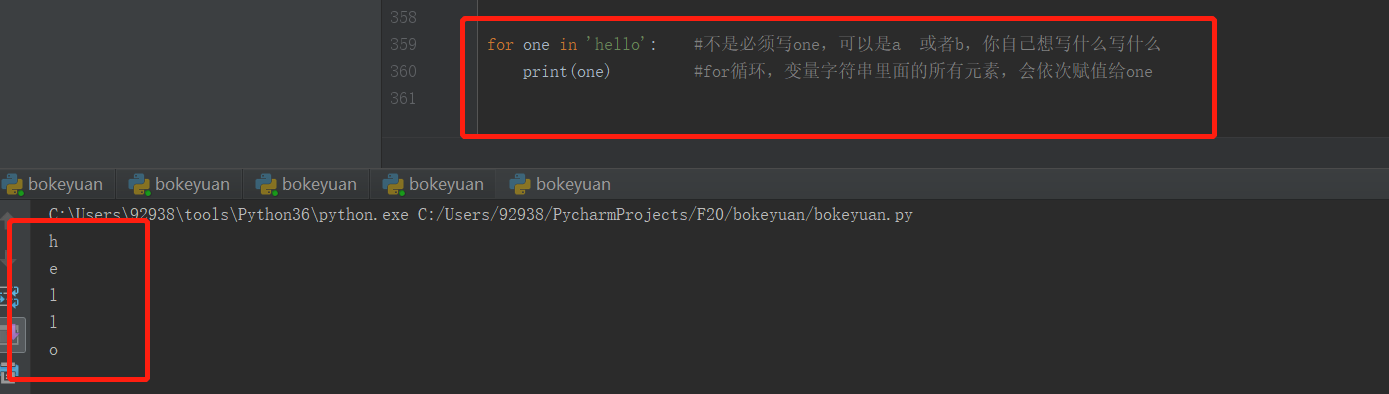 358
359 for one in 'hello': #不是必须写one，可以是a 或者b，你自己想写什么写什么
360 print(one) #for循环，变量字符串里面的所有元素，会依次赋值给one
361
bokeyuan bokeyuan bokeyuan bokeyuan bokeyuan
C:\Users\92938\tools\Python36\python.exe C:/Users/92938/PycharmProjects/F20/bokeyuan/bokeyuan.py
h
e
l
l
o